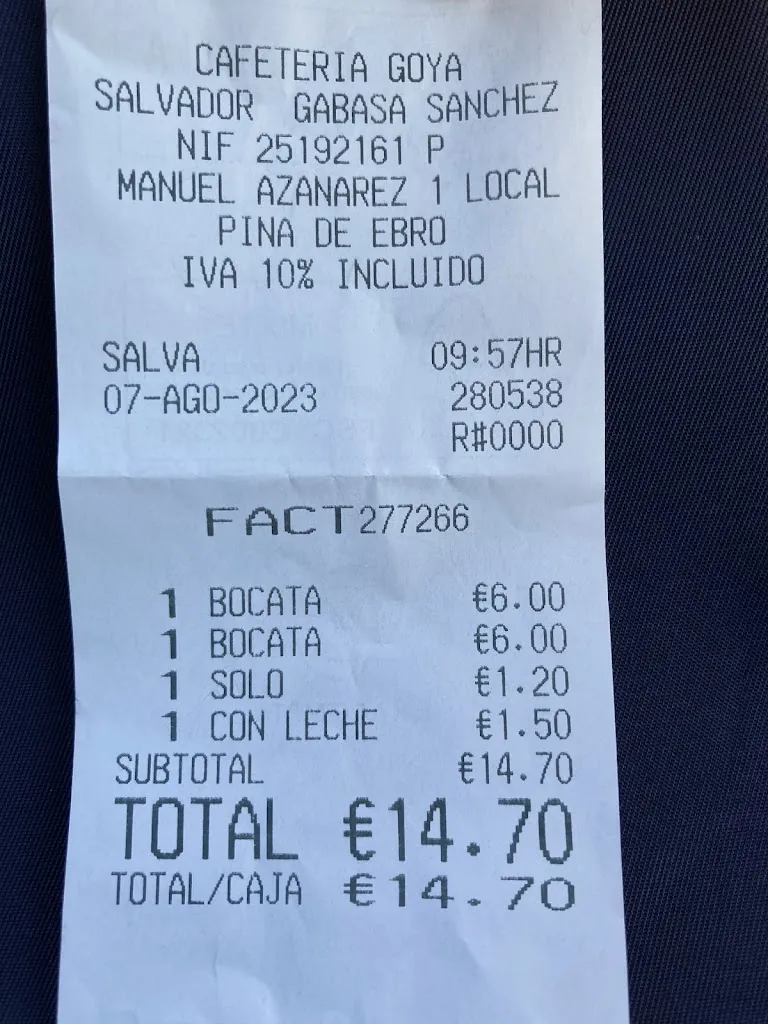 CAFETERIA GOYA
SALVADOR GABASA SANCHEZ
NIF 25192161 P
MANUEL AZANAREZ 1 LOCAL
PINA DE EBRO
IVA 10% INCLUIDO
SALVA 09:57HR
07-AGO-2023 280538
R#0000
FACT277266
1 BOCATA €6.00
1 BOCATA €6.00
1 SOLO €1.20
1 CON LECHE €1.50
SUBTOTAL €14.70
TOTAL €14.70
TOTAL/CAJA €14.70